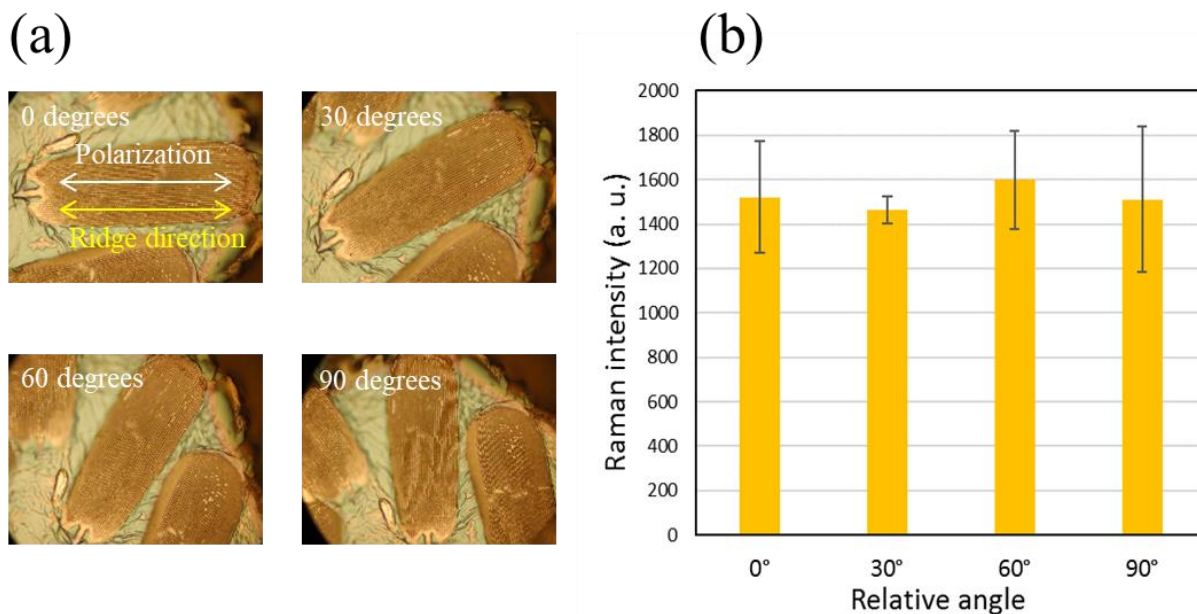 (a)
0 degrees
Polarization
Ridge direction
30 degrees
60 degrees
90 degrees
(b)
Raman intensity (a. u.)
2000
1800
1600
1400
1200
1000
800
600
400
200
0
0° 30° 60° 90°
Relative angle